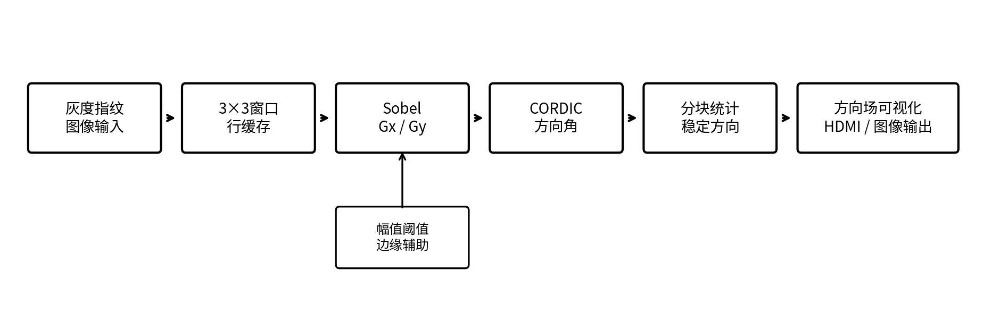 灰度指纹
图像输入
3×3窗口
行缓存
Sobel
Gx / Gy
CORDIC
方向角
分块统计
稳定方向
方向场可视化
HDMI / 图像输出
幅值阈值
边缘辅助